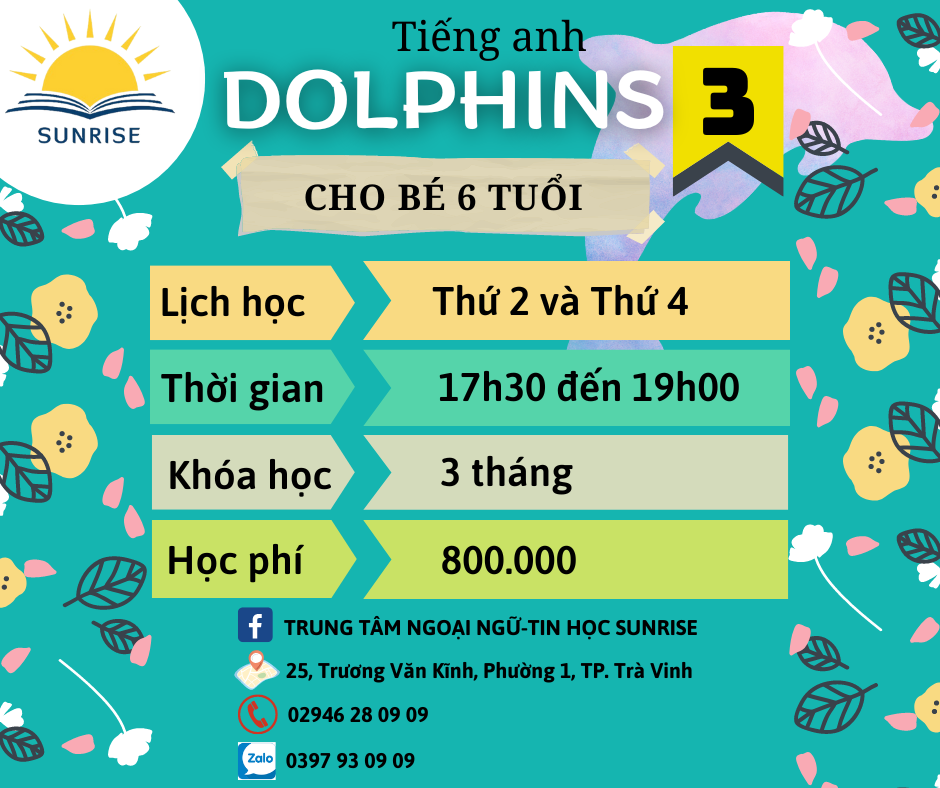 SUNRISE
Tiếng anh
DOLPHINS
3
CHO BÉ 6 TUỔI
Lịch học
Thứ 2 và Thứ 4
Thời gian
17h30 đến 19h00
Khóa học
3 tháng
Học phí
800.000
TRUNG TÂM NGOẠI NGỮ-TIN HỌC SUNRISE
25, Trương Văn Kĩnh, Phường 1, TP. Trà Vinh
02946 28 09 09
Zalo
0397 93 09 09